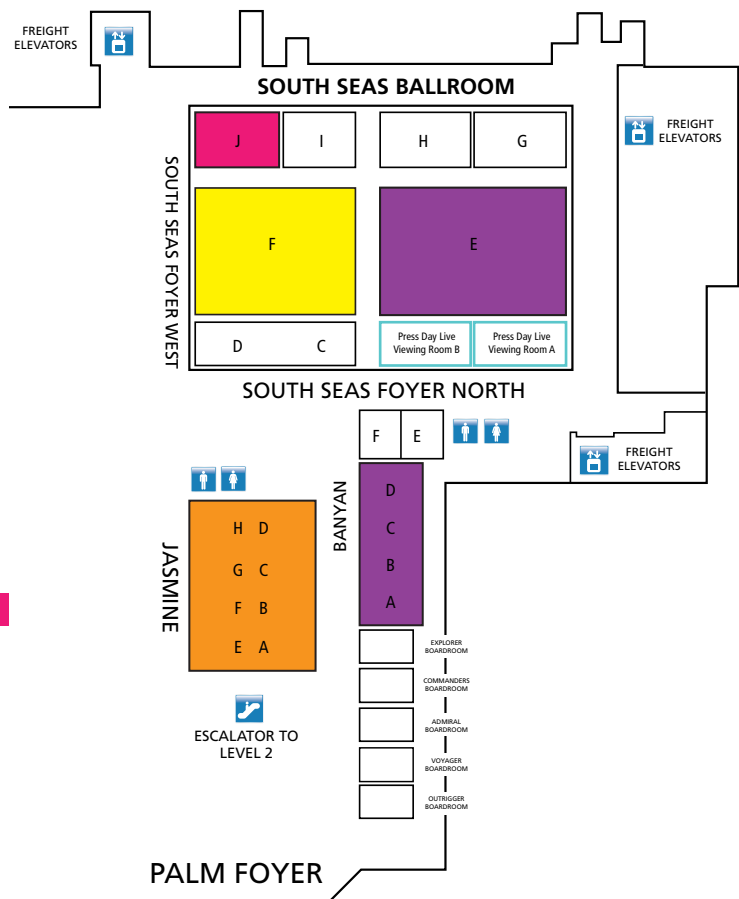 FREIGHT
ELEVATORS
SOUTH SEAS BALLROOM
FREIGHT
ELEVATORS
J
I
H
G
SOUTH SEAS FOYER WEST
F
E
D
C
Press Day Live
Viewing Room B
Press Day Live
Viewing Room A
SOUTH SEAS FOYER NORTH
F
E
FREIGHT
ELEVATORS
BANYAN
D
C
B
A
JASMINE
H D
G C
F B
E A
EXPLORER
BOARDROOM
COMMANDERS
BOARDROOM
ADMIRAL
BOARDROOM
VOYAGER
BOARDROOM
OUTRIGGER
BOARDROOM
ESCALATOR TO
LEVEL 2
PALM FOYER